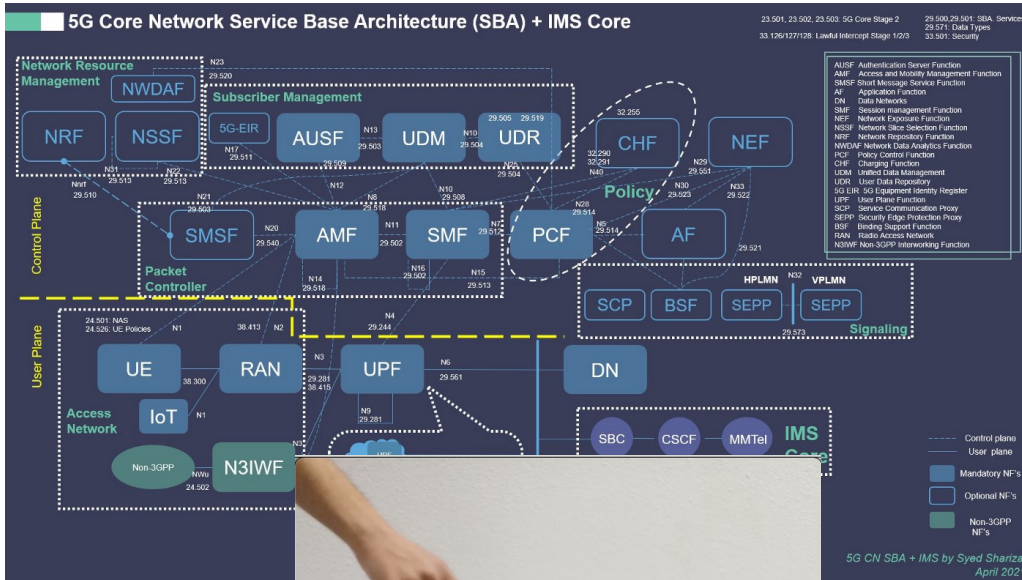 5G Core Network Service Base Architecture (SBA) + IMS Core
23.501, 23.502, 23.503: 5G Core Stage 2
33.126/127/128: Lawful Intercept Stage 1/2/3
29.500,29.501: SBA, Services
29.571: Data Types
33.501: Security
Network Resource
Management
NWDAF
NRF
NSSF
N23
29.520
Subscriber Management
5G-EIR
AUSF
N13
29.503
UDM
N10
29.504
29.505
29.519
UDR
N17
29.511
29.509
29.504
32.255
CHF
32.290
32.291
N40
Policy
NEF
N29
29.551
N30
29.523
N33
29.522
AUSF Authentication Server Function
AMF Access and Mobility Management Function
SMSF Short Message Service Function
AF Application Function
DN Data Networks
SMF Session management Function
NEF Network Exposure Function
NSSF Network Slice Selection Function
NRF Network Repository Function
NWDAF Network Data Analytics Function
PCF Policy Control Function
CHF Charging Function
UDM Unified Data Management
UDR User Data Repository
5G EIR 5G Equipment Identity Register
UPF User Plane Function
SCP Service Communication Proxy
SEPP Security Edge Protection Proxy
BSF Binding Support Function
RAN Radio Access Network
N3IWF Non-3GPP Interworking Function
Control Plane
Nnrf
29.510
N31
29.513
N22
29.513
N21
29.503
N12
N8
29.518
N10
29.508
N28
29.514
SMSF
N20
29.540
AMF
N11
29.502
SMF
N7
29.512
PCF
N5
29.514
AF
29.521
Packet
Controller
N14
29.518
N16
29.502
N15
29.513
SCP
BSF
HPLMN
SEPP
N32
VPLMN
SEPP
29.573
Signaling
User Plane
24.501: NAS
24.526: UE Policies
N1
38.413
N2
N4
29.244
UE
38.300
RAN
N3
29.281
38.415
UPF
N6
29.561
DN
IoT
N1
N9
29.281
Access
Network
Non-3GPP
NWu
24.502
N3IWF
N3
UPF
SBC
CSCF
MMTel
IMS
Core
Control plane
User plane
Mandatory NF's
Optional NF's
Non-3GPP
NF's
5G CN SBA + IMS by Syed Shariza
April 202